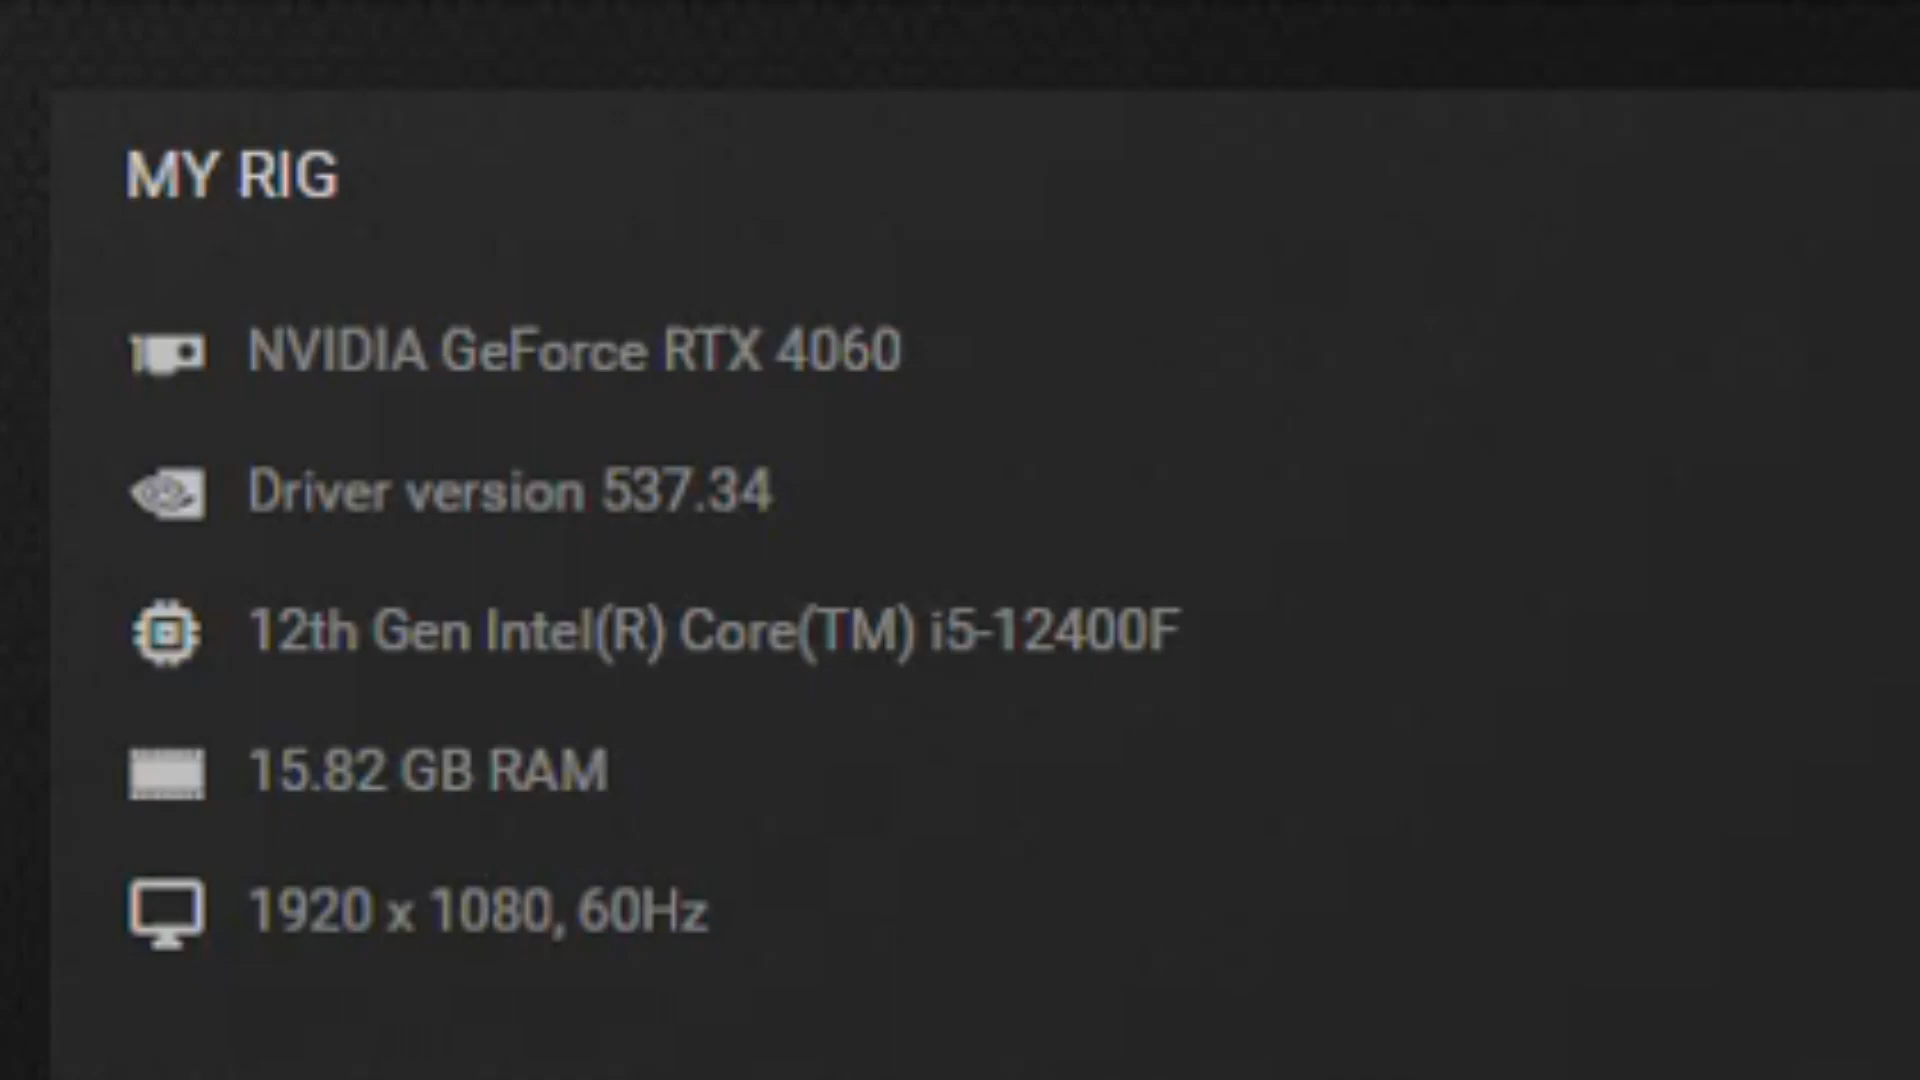 MY RIG
NVIDIA GeForce RTX 4060
Driver version 537.34
12th Gen Intel(R) Core(TM) i5-12400F
15.82 GB RAM
1920 x 1080, 60Hz